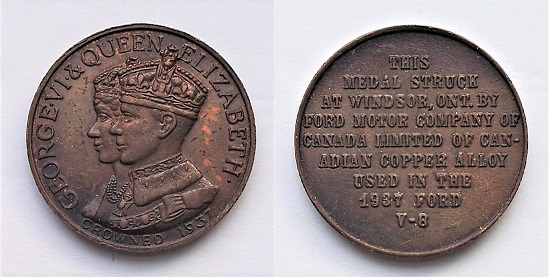 GEORGE·VI·&QUEEN ELIZABETH·
CROWNED 1937
THIS
MEDAL STRUCK
AT WINDSOR, ONT. BY
FORD MOTOR COMPANY OF
CANADA LIMITED OF CAN-
ADIAN COPPER ALLOY
USED IN THE
1937 FORD
V-8